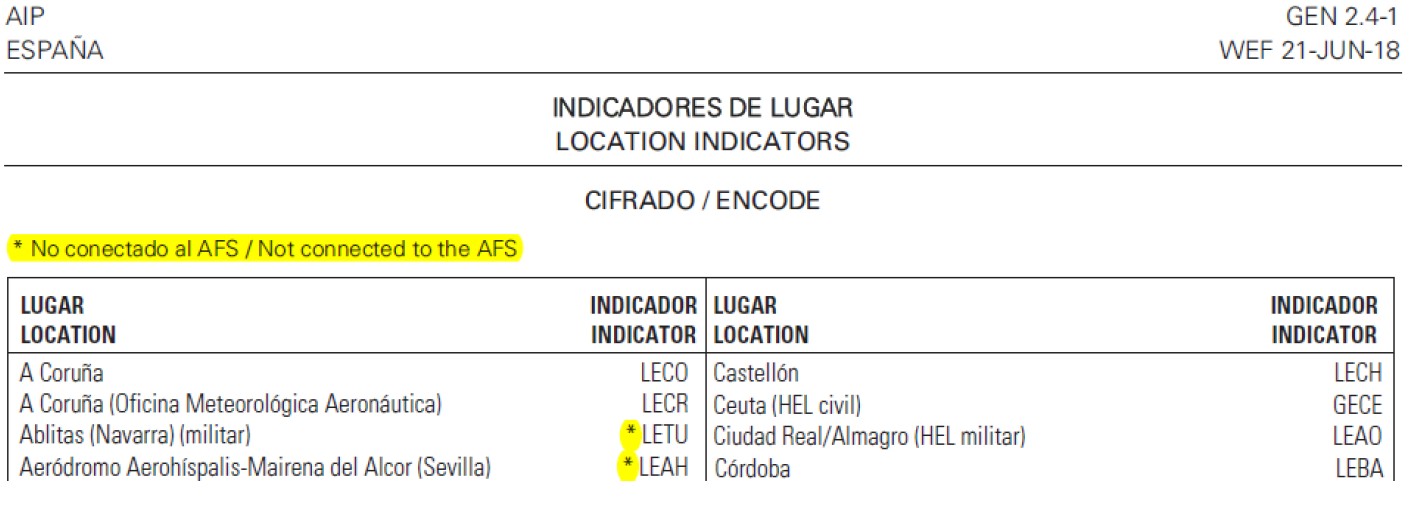 AIP GEN 2.4-1
ESPAÑA WEF 21-JUN-18
INDICADORES DE LUGAR
LOCATION INDICATORS
CIFRADO / ENCODE
* No conectado al AFS / Not connected to the AFS
LUGAR INDICADOR LUGAR INDICADOR
LOCATION INDICATOR LOCATION INDICATOR
A Coruña LECO Castellón LECH
A Coruña (Oficina Meteorológica Aeronáutica) LECR Ceuta (HEL civil) GECE
Ablitas (Navarra) (militar) * LETU Ciudad Real/Almagro (HEL militar) LEAO
Aeródromo Aerohíspalis-Mairena del Alcor (Sevilla) * LEAH Córdoba LEBA